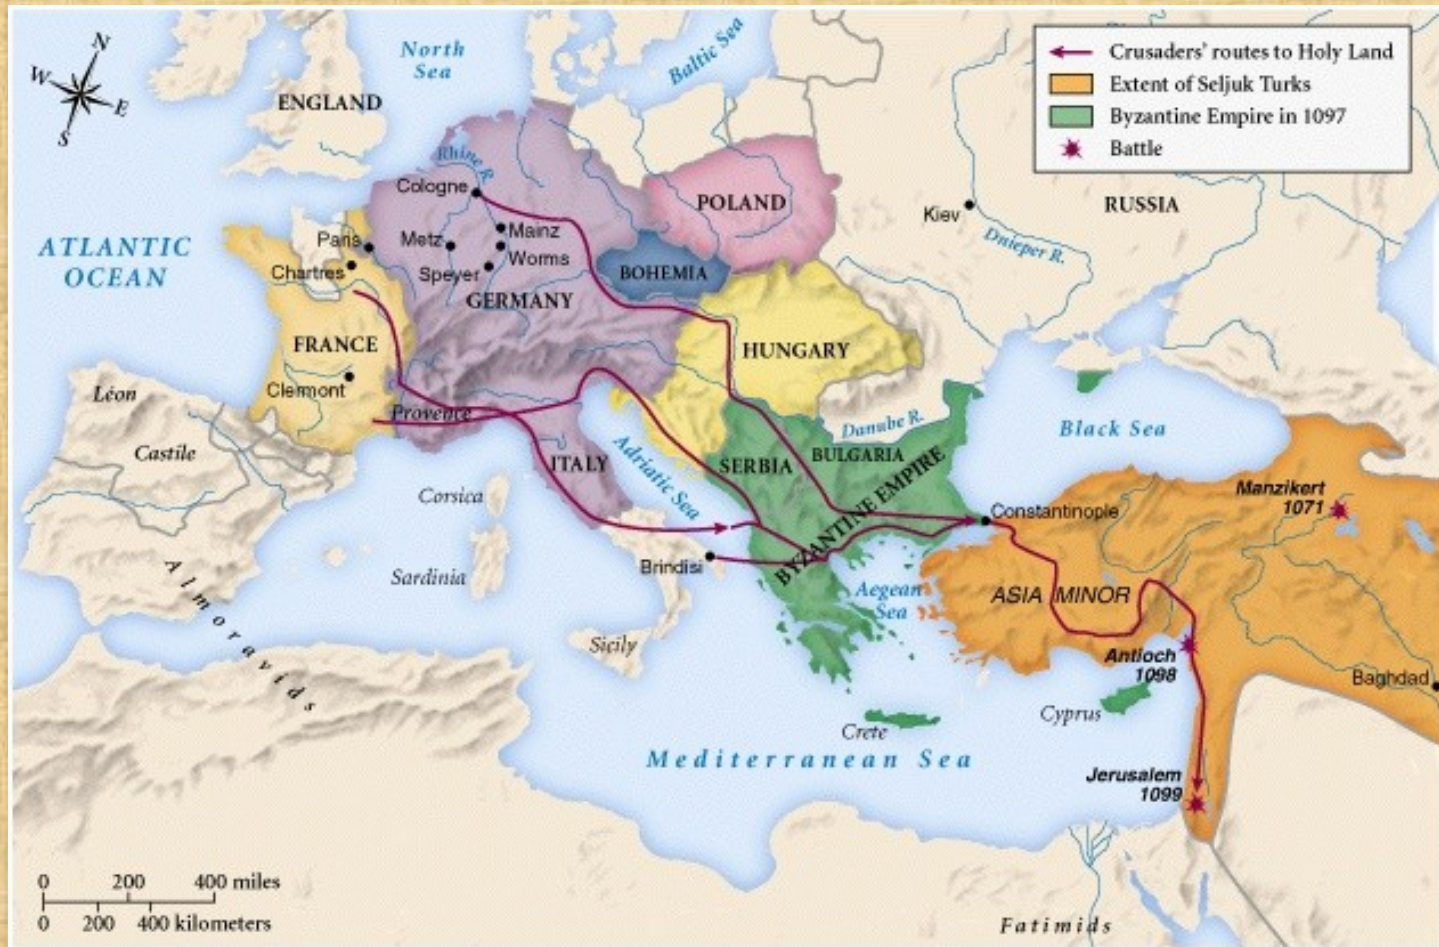 Crusaders' routes to Holy Land
Extent of Seljuk Turks
Byzantine Empire in 1097
Battle
N
W
E
S
North
Sea
Baltic Sea
ENGLAND
Rhine R.
Cologne
POLAND
Kiev
RUSSIA
Dnieper R.
ATLANTIC
OCEAN
Paris
Metz
Mainz
Worms
Chartres
Speyer
BOHEMIA
GERMANY
FRANCE
HUNGARY
Clermont
Léon
Provence
Danube R.
Black Sea
Castile
ITALY
Adriatic Sea
SERBIA
BULGARIA
BYZANTINE EMPIRE
Corsica
Manzikert
1071
Constantinople
Brindisi
Sardinia
Almoravids
Aegean
Sea
ASIA MINOR
Sicily
Antioch
1098
Baghdad
Cyprus
Crete
Mediterranean Sea
Jerusalem
1099
0 200 400 miles
0 200 400 kilometers
Fatimids